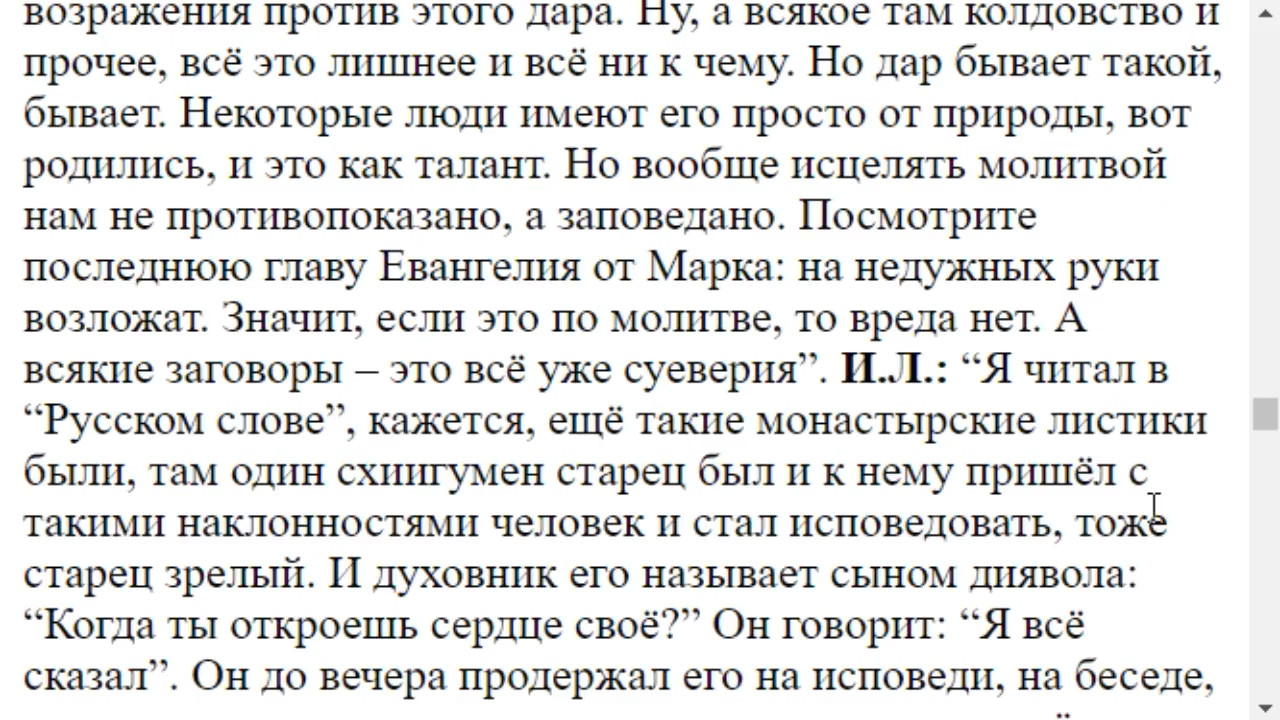 возражения против этого дара. Ну, а всякое там колдовство и
прочее, всё это лишнее и всё ни к чему. Но дар бывает такой,
бывает. Некоторые люди имеют его просто от природы, вот
родились, и это как талант. Но вообще исцелять молитвой
нам не противопоказано, а заповедано. Посмотрите
последнюю главу Евангелия от Марка: на недужных руки
возложат. Значит, если это по молитве, то вреда нет. А
всякие заговоры – это всё уже суеверия”. И.Л.: “Я читал в
“Русском слове”, кажется, ещё такие монастырские листики
были, там один схиигумен старец был и к нему пришёл с
такими наклонностями человек и стал исповедовать, тоже
старец зрелый. И духовник его называет сыном диявола:
“Когда ты откроешь сердце своё?” Он говорит: “Я всё
сказал”. Он до вечера продержал его на исповеди, на беседе,